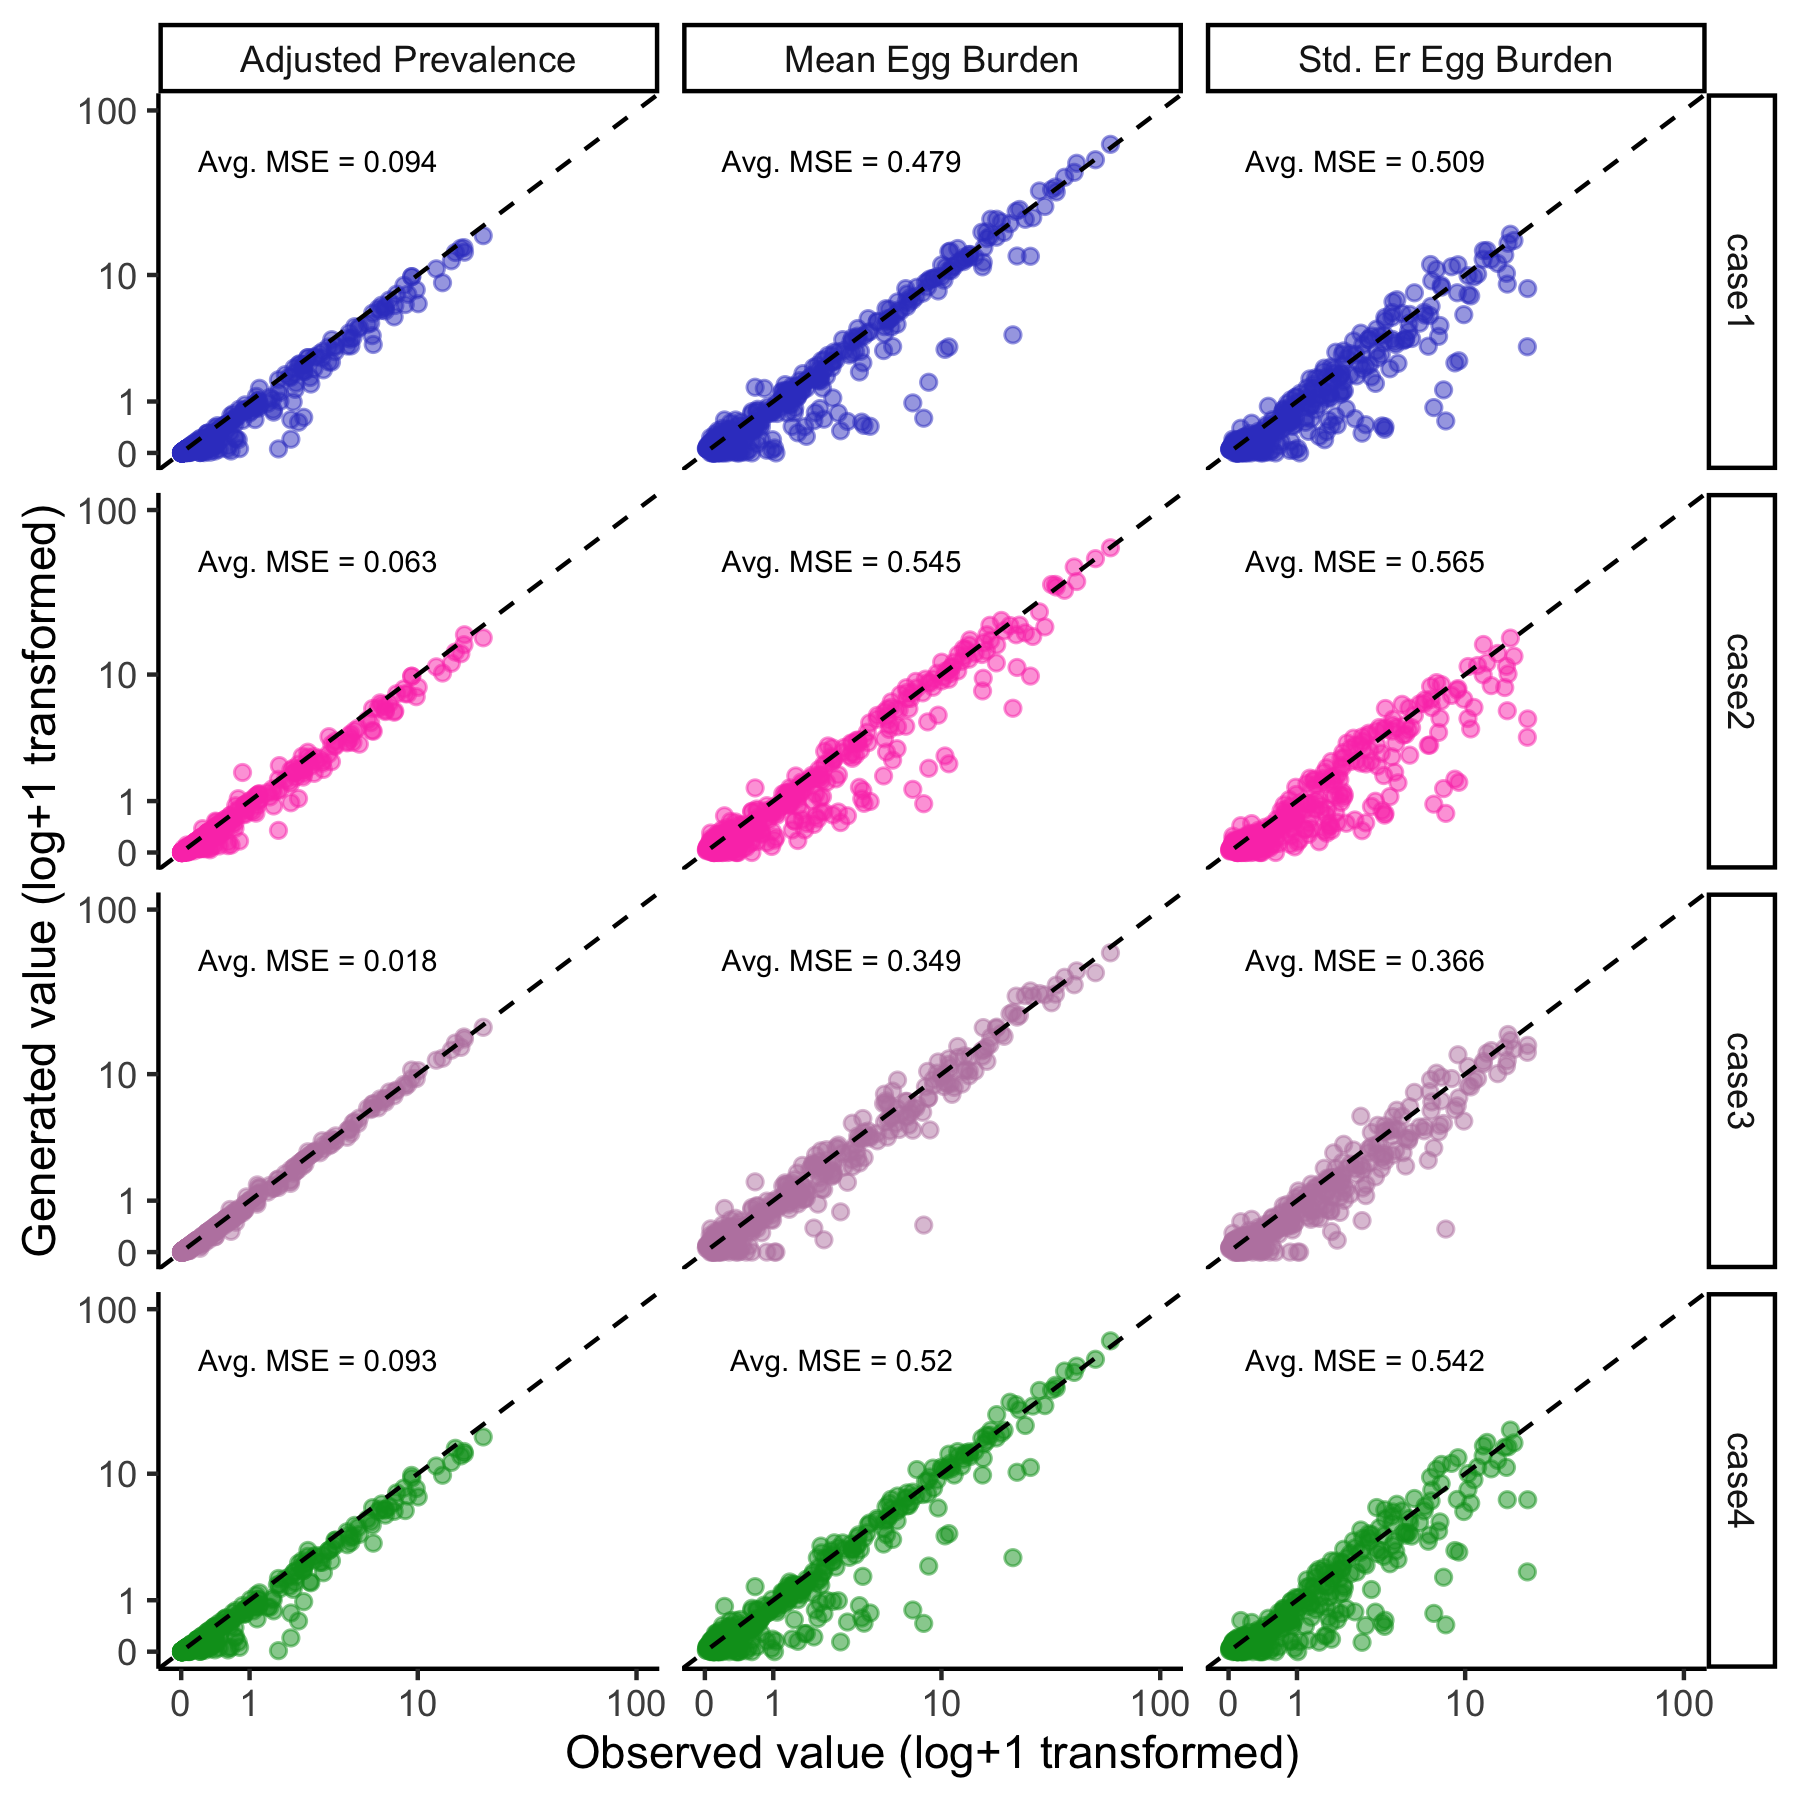 Adjusted Prevalence
Mean Egg Burden
Std. Er Egg Burden
100
10
1
0
Avg. MSE = 0.094
Avg. MSE = 0.479
Avg. MSE = 0.509
case1
100
10
1
0
Avg. MSE = 0.063
Avg. MSE = 0.545
Avg. MSE = 0.565
case2
Generated value (log+1 transformed)
100
10
1
0
Avg. MSE = 0.018
Avg. MSE = 0.349
Avg. MSE = 0.366
case3
100
10
1
0
Avg. MSE = 0.093
Avg. MSE = 0.52
Avg. MSE = 0.542
case4
0 1 10 100
0 1 10 100
0 1 10 100
Observed value (log+1 transformed)